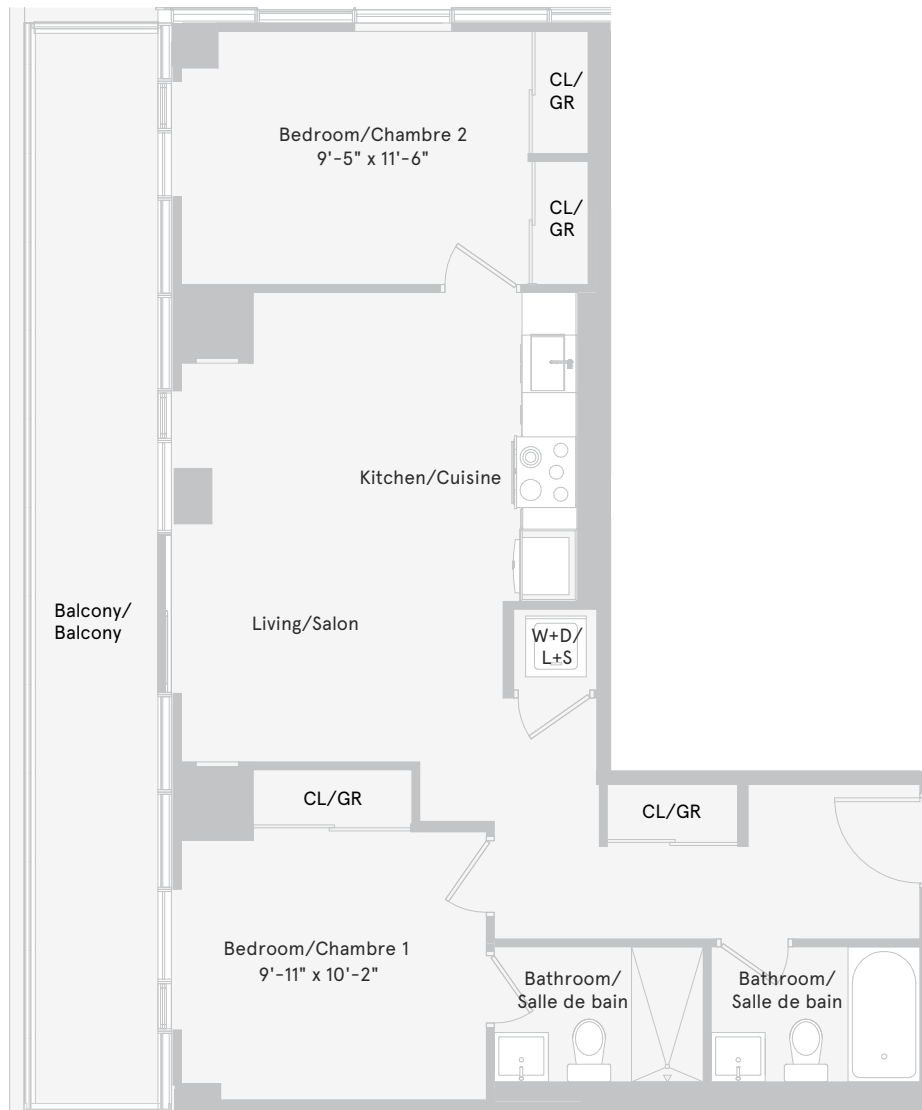 CL/
GR
Bedroom/Chambre 2
9'-5" x 11'-6"
CL/
GR
Kitchen/Cuisine
Balcony/
Balcony
Living/Salon
W+D/
L+S
CL/GR
CL/GR
Bedroom/Chambre 1
9'-11" x 10'-2"
Bathroom/
Salle de bain
Bathroom/
Salle de bain